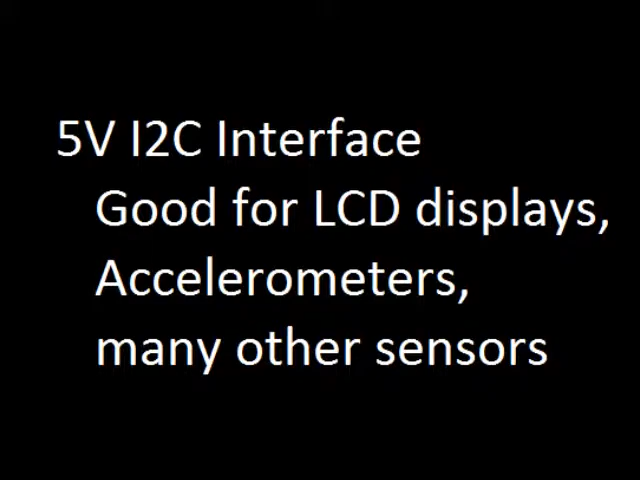 5V I2C Interface
Good for LCD displays,
Accelerometers,
many other sensors